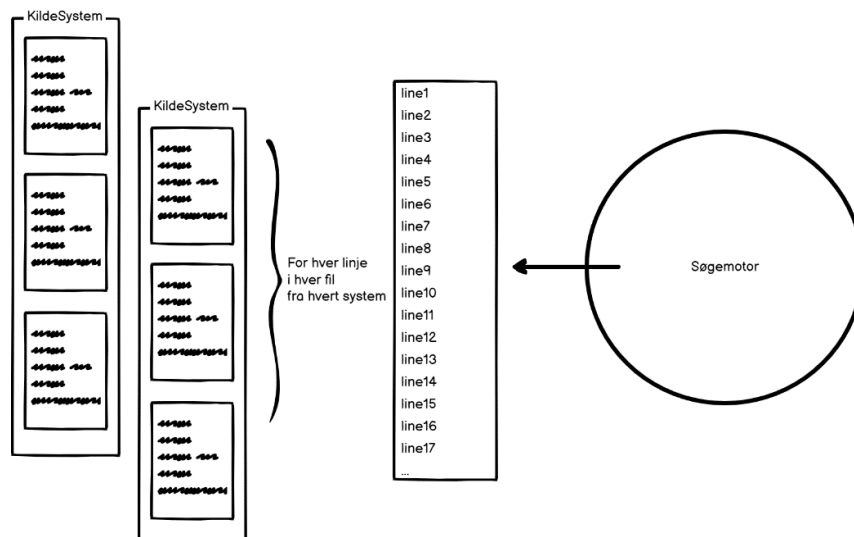 KildeSystem
KildeSystem
For hver linje
i hver fil
fra hvert system
line1
line2
line3
line4
line5
line6
line7
line8
line9
line10
line11
line12
line13
line14
line15
line16
line17
...
Søgemotor